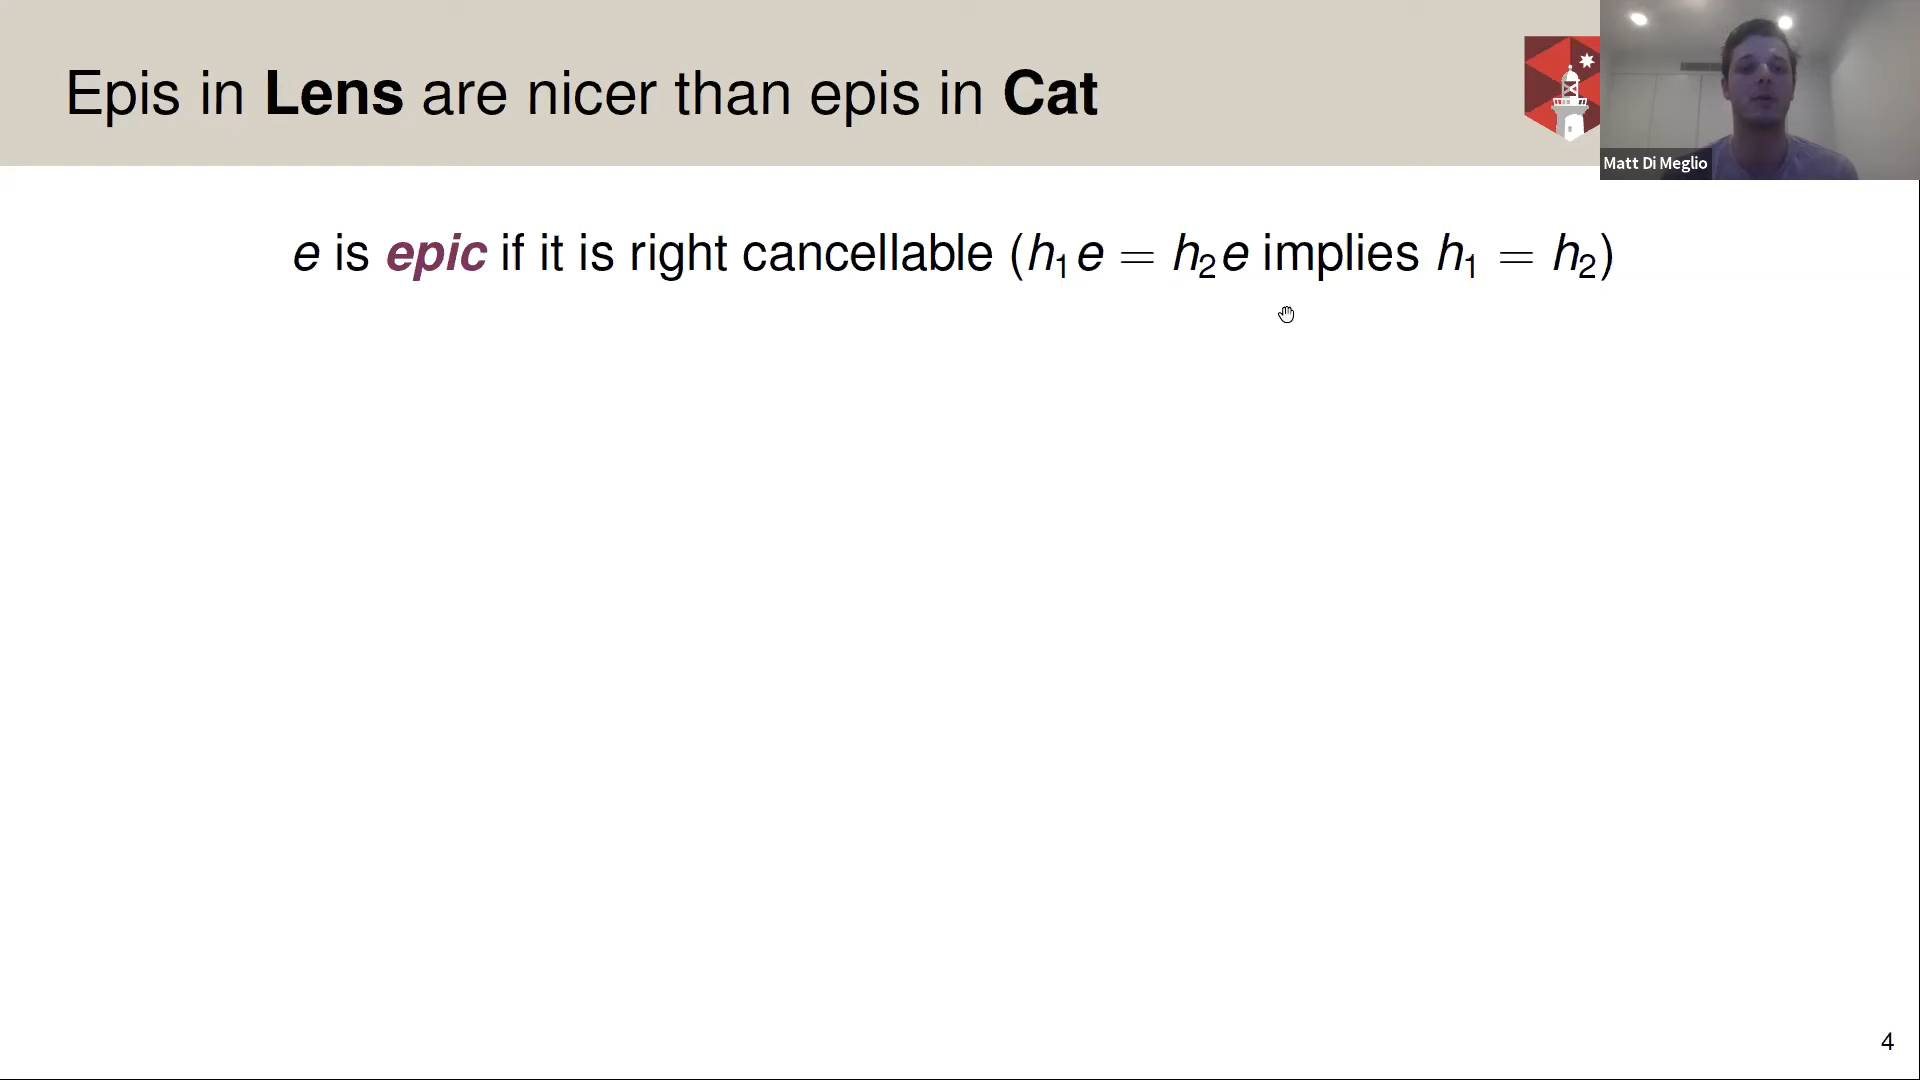 Epis in Lens are nicer than epis in Cat
Matt Di Meglio
e is epic if it is right cancellable (h₁e = h₂e implies h₁ = h₂)
4